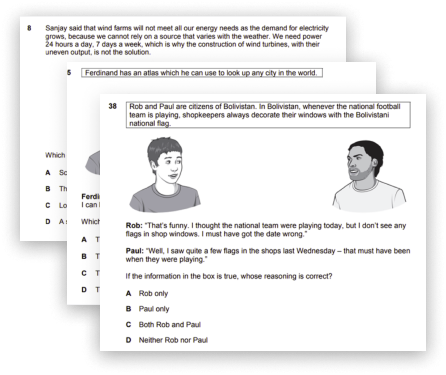 8 Sanjay said that wind farms will not meet all our energy needs as the demand for electricity
grows, because we cannot rely on a source that varies with the weather. We need power
24 hours a day, 7 days a week, which is why the construction of wind turbines, with their
uneven output, is not the solution.
Which
A
B
C
D
5 Ferdinand has an atlas which he can use to look up any city in the world.
I can
Which
A
B
C
D
38 Rob and Paul are citizens of Bolivistan. In Bolivistan, whenever the national football
team is playing, shopkeepers always decorate their windows with the Bolivistani
national flag.
Rob: "That's funny. I thought the national team were playing today, but I don't see any
flags in shop windows. I must have got the date wrong."
Paul: "Well, I saw quite a few flags in the shops last Wednesday – that must have been
when they were playing."
If the information in the box is true, whose reasoning is correct?
A Rob only
B Paul only
C Both Rob and Paul
D Neither Rob nor Paul